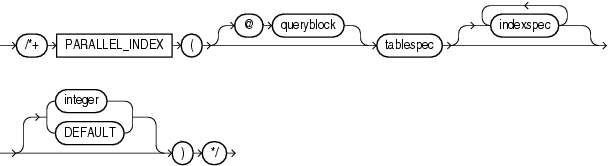 /*+ PARALLEL_INDEX ( @ queryblock tablespec indexspec
integer
DEFAULT
) */